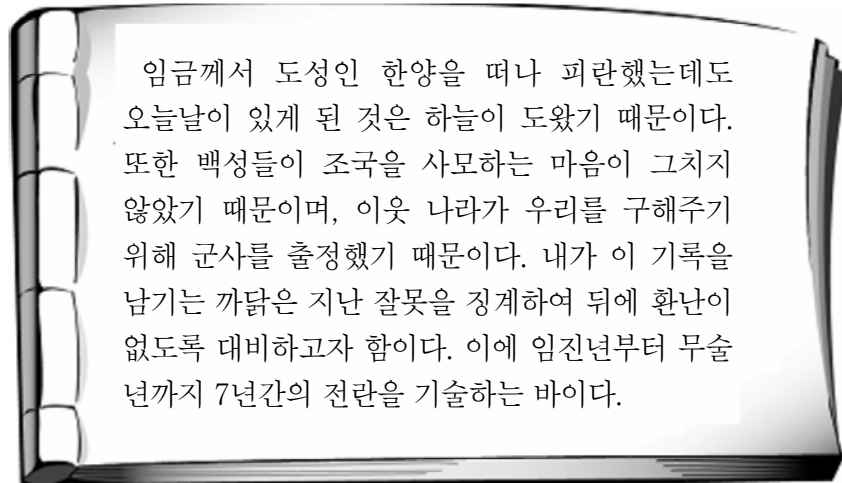 임금께서 도성인 한양을 떠나 피란했는데도
오늘날이 있게 된 것은 하늘이 도왔기 때문이다.
또한 백성들이 조국을 사모하는 마음이 그치지
않았기 때문이며, 이웃 나라가 우리를 구해주기
위해 군사를 출정했기 때문이다. 내가 이 기록을
남기는 까닭은 지난 잘못을 징계하여 뒤에 환난이
없도록 대비하고자 함이다. 이에 임진년부터 무술
년까지 7년간의 전란을 기술하는 바이다.